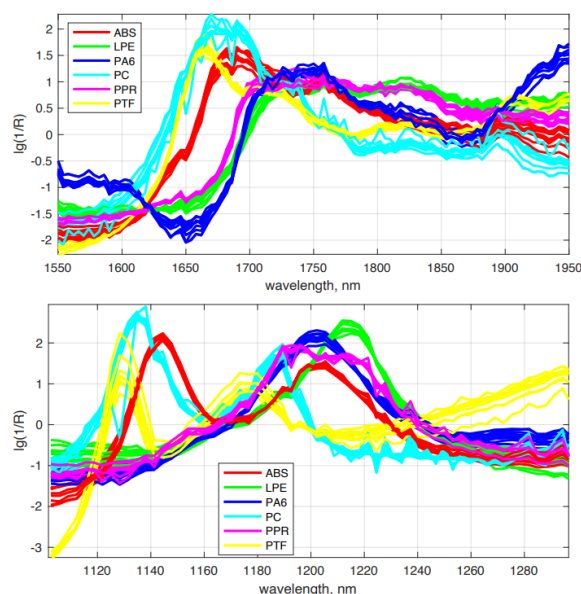 2
1.5
1
0.5
0
-0.5
-1
-1.5
-2
lg(1/R)
ABS
LPE
PA6
PC
PPR
PTF
1550 1600 1650 1700 1750 1800 1850 1900 1950
wavelength, nm
2
1
0
-1
-2
-3
lg(1/R)
ABS
LPE
PA6
PC
PPR
PTF
1120 1140 1160 1180 1200 1220 1240 1260 1280
wavelength, nm